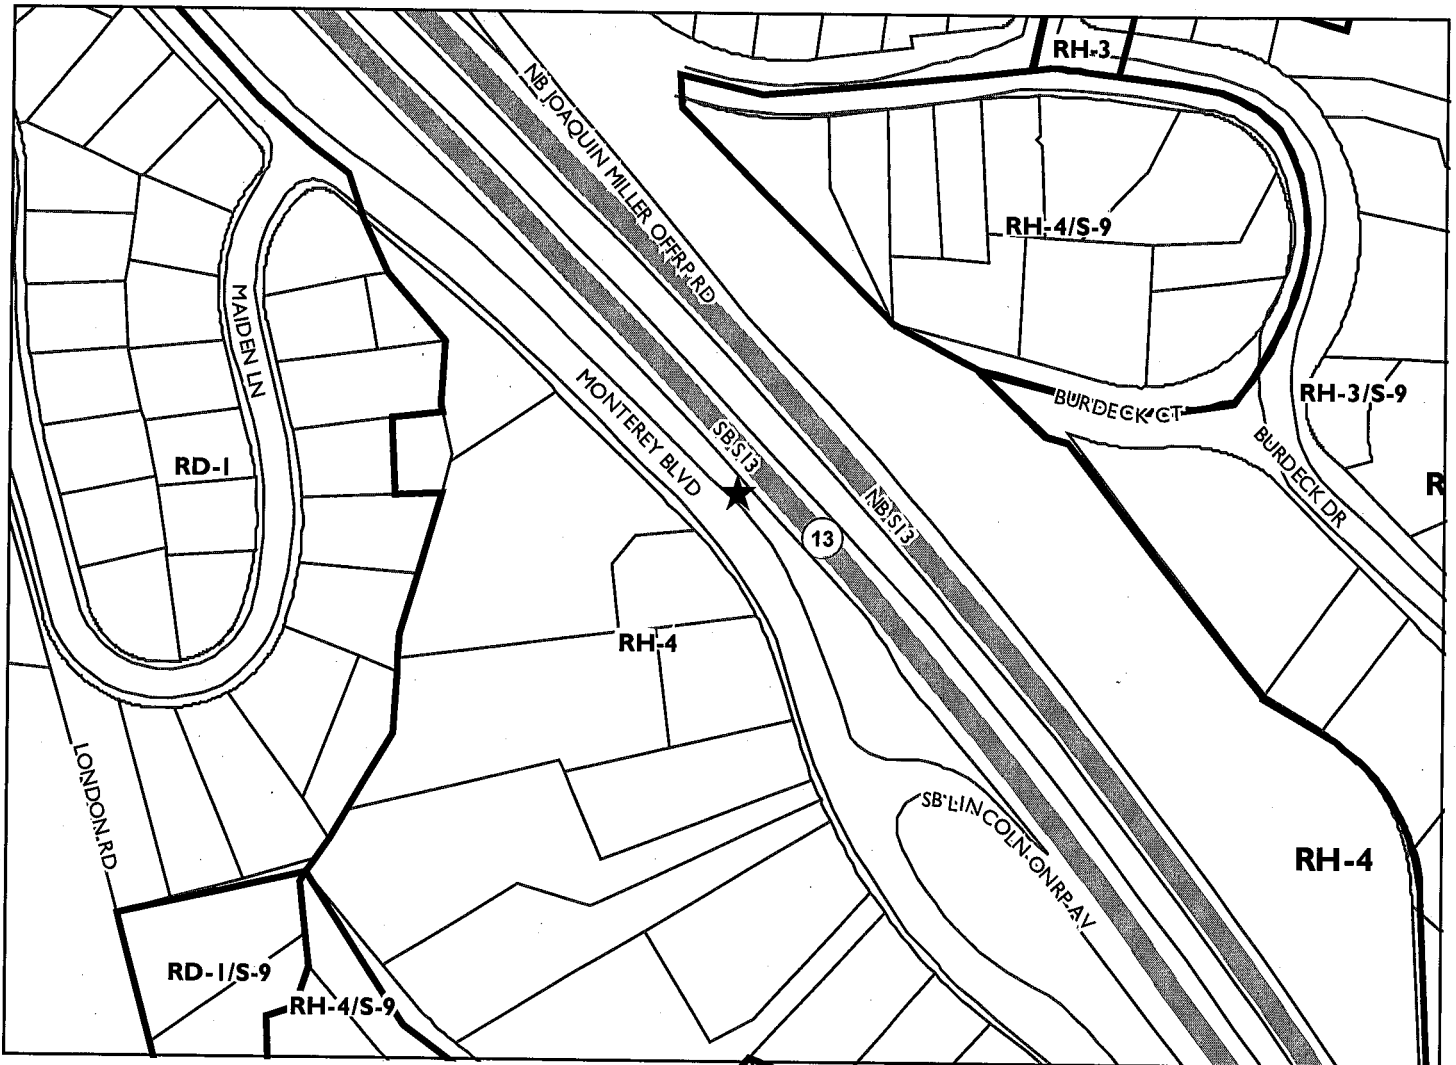 RH-3
NB JOAQUIN MILLER OFFRP RD
RH-4/S-9
MAIDEN LN
MONTEREY BLVD
BURDECK CT
RH-3/S-9
RD-1
SB S13
BURDECK DR
R
NB S13
13
RH-4
LONDON RD
SB LINCOLN ONRP AV
RH-4
RD-1/S-9
RH-4/S-9